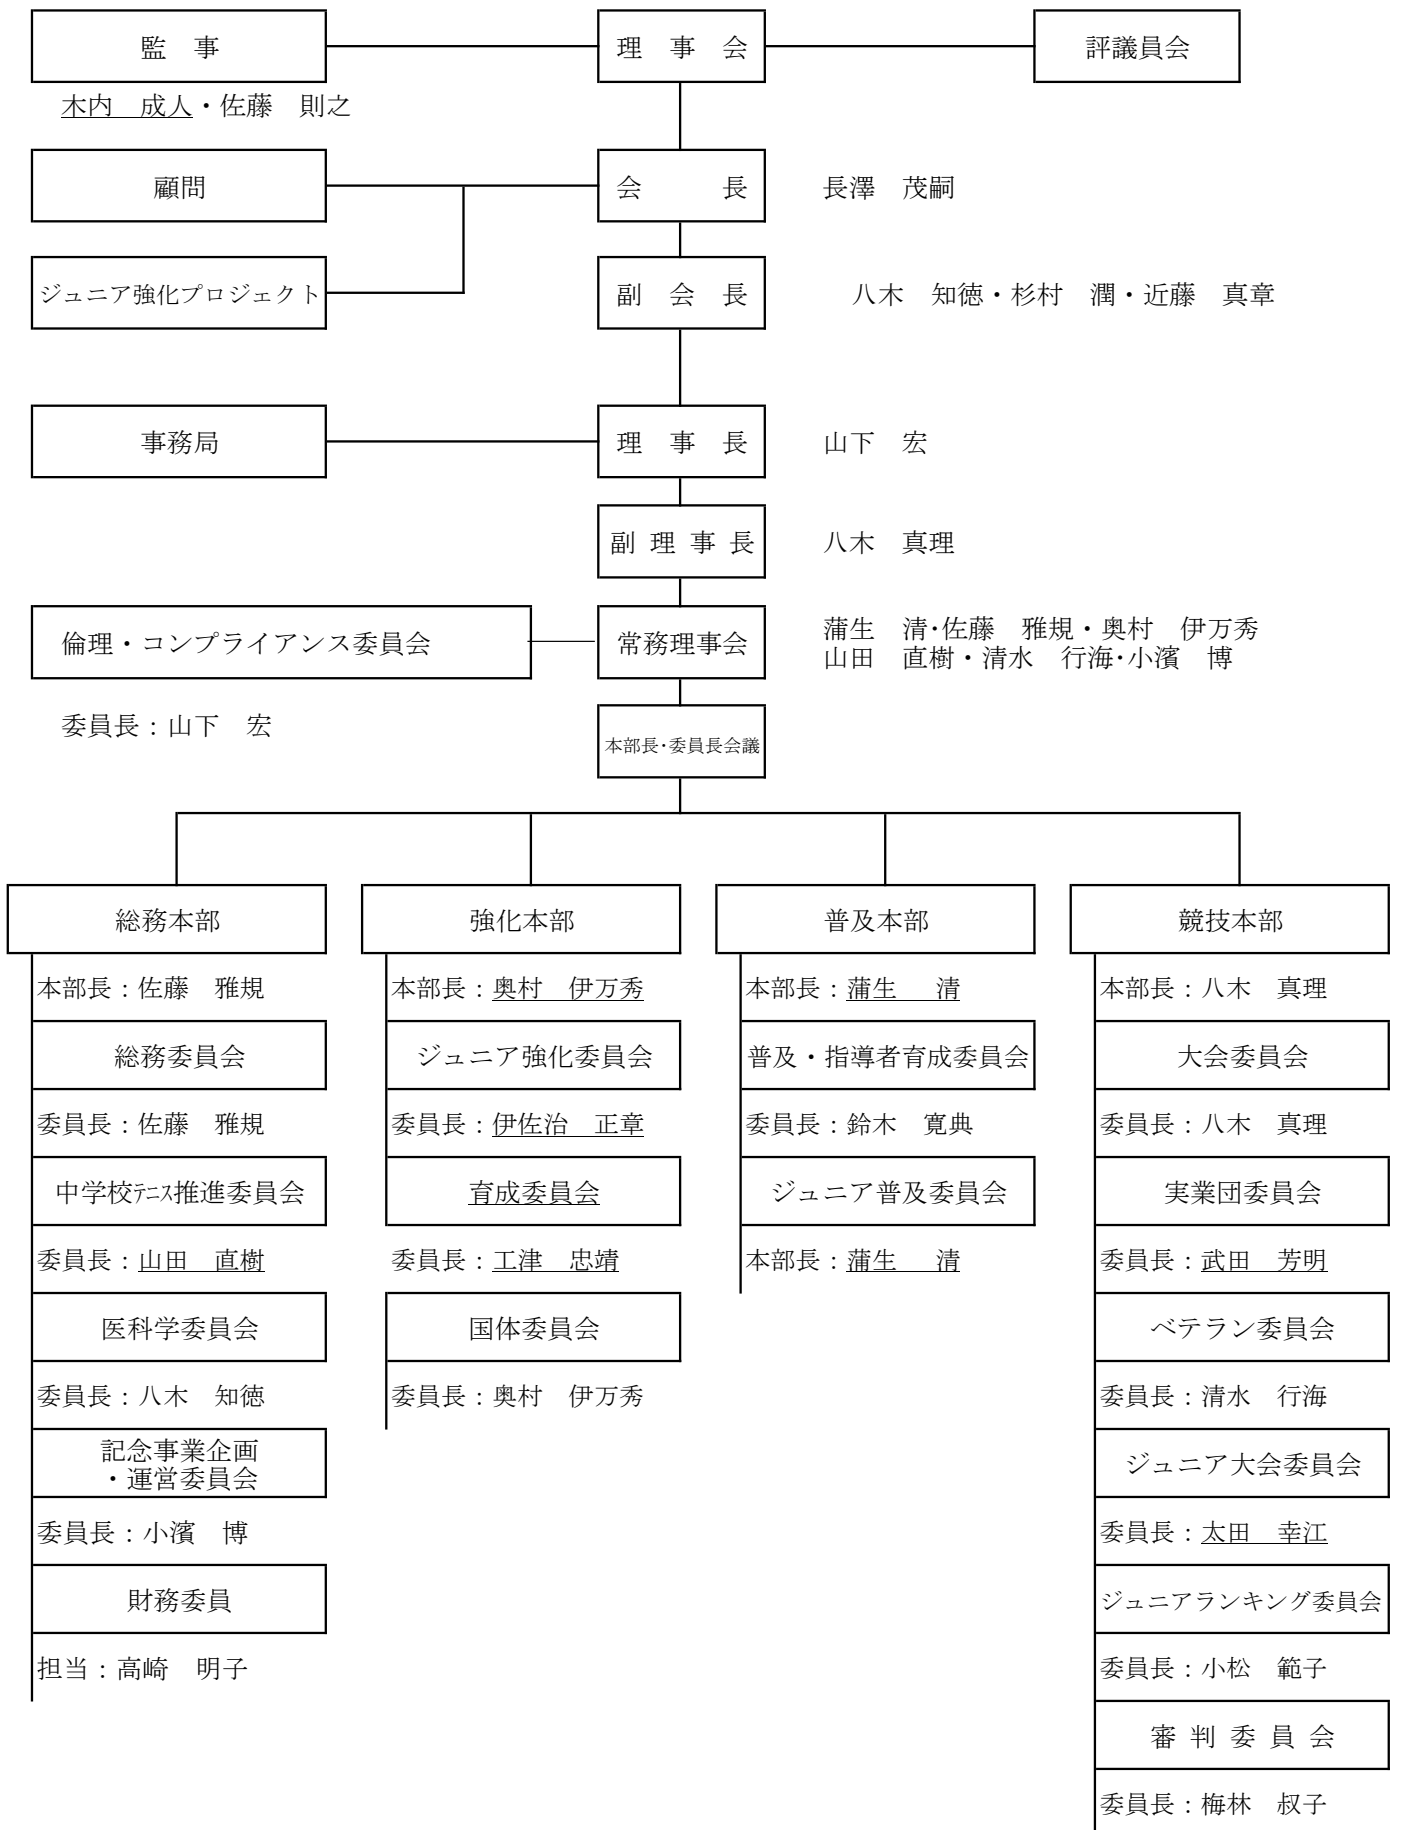 監　事
理　事　会
評議員会
木内　成人・佐藤　則之
顧問
会　　　長
長澤　茂嗣
ジュニア強化プロジェクト
副　会　長
八木　知徳・杉村　潤・近藤　真章
事務局
理　事　長
山下　宏
副 理 事 長
八木　真理
倫理・コンプライアンス委員会
常務理事会
蒲生　清・佐藤　雅規・奥村　伊万秀
山田　直樹・清水　行海・小濱　博
委員長：山下　宏
本部長・委員長会議
総務本部
本部長：佐藤　雅規
総務委員会
委員長：佐藤　雅規
中学校テニス推進委員会
委員長：山田　直樹
医科学委員会
委員長：八木　知徳
記念事業企画
・運営委員会
委員長：小濱　博
財務委員
担当：高崎　明子
強化本部
本部長：奥村　伊万秀
ジュニア強化委員会
委員長：伊佐治　正章
育成委員会
委員長：工津　忠靖
国体委員会
委員長：奥村　伊万秀
普及本部
本部長：蒲生　清
普及・指導者育成委員会
委員長：鈴木　寛典
ジュニア普及委員会
本部長：蒲生　清
競技本部
本部長：八木　真理
大会委員会
委員長：八木　真理
実業団委員会
委員長：武田　芳明
ベテラン委員会
委員長：清水　行海
ジュニア大会委員会
委員長：太田　幸江
ジュニアランキング委員会
委員長：小松　範子
審 判 委 員 会
委員長：梅林　叔子